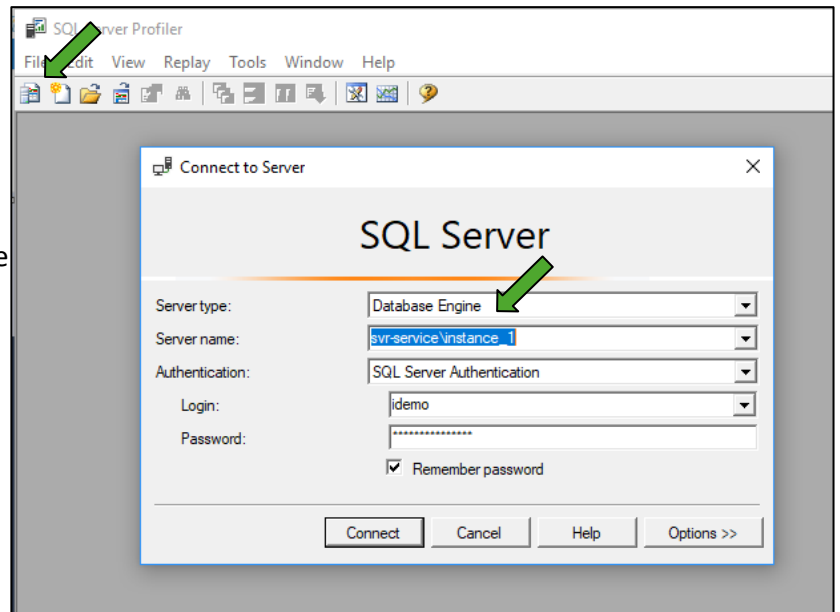 SQL Server Profiler
File Edit View Replay Tools Window Help
Connect to Server
SQL Server
e
Server type: Database Engine
Server name: svr-service\instance_1
Authentication: SQL Server Authentication
Login: idemo
Password: ***************
Remember password
Connect Cancel Help Options >>